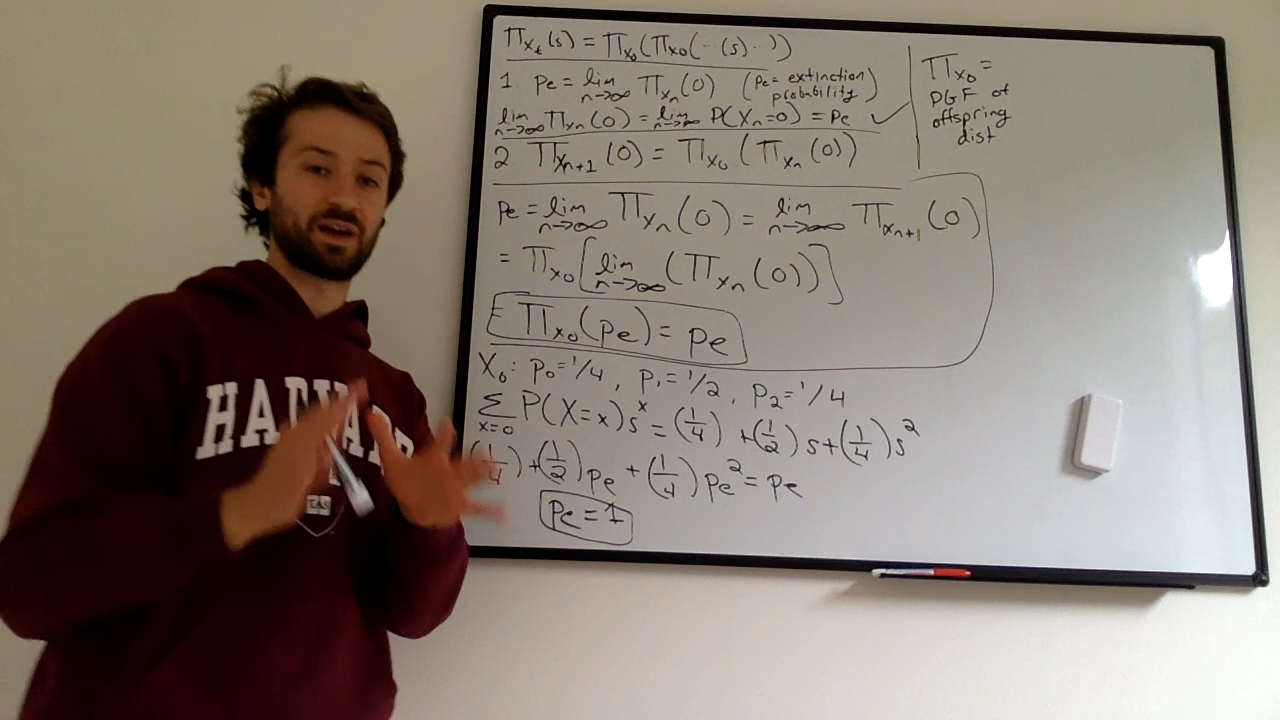 Π_{X_t}(s) = Π_{X_0}(Π_{X_0}(··(s)··))
1. pe = lim_{n→∞} Π_{X_n}(0) (pe = extinction probability)
lim_{n→∞} Π_{X_n}(0) = lim_{n→∞} P(X_n=0) = pe ✓
2 Π_{X_{n+1}}(0) = Π_{X_0}(Π_{X_n}(0))
pe = lim_{n→∞} Π_{X_n}(0) = lim_{n→∞} Π_{X_{n+1}}(0)
= Π_{X_0}[lim_{n→∞}(Π_{X_n}(0))]
= Π_{X_0}(pe) = pe
X_0: p_0 = 1/4, p_1 = 1/2, p_2 = 1/4
Σ_{x=0} P(X=x)s^x = (1/4) + (1/2)s + (1/4)s^2
(1/4) + (1/2)pe + (1/4)pe^2 = pe
pe = 1
Π_{X_0} =
PGF of
offspring
dist.